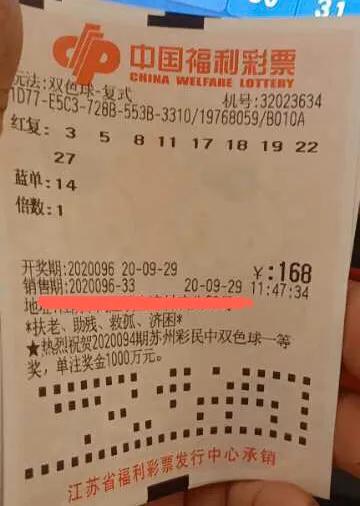 31
中国福利彩票
CHINA WELFARE LOTTERY
玩法:双色球-复式
机号:32023634
1D77-E5C3-728B-553B-3310/19768059/B010A
红复: 3 5 8 11 17 18 19 22
27
蓝单:14
倍数:1
开奖期:2020096 20-09-29 ¥:168
销售期:2020096-33 20-09-29 11:47:34
*扶老、助残、救孤、济困*
★热烈祝贺2020094期苏州彩民中双色球一等
奖,单注奖金1000万元。
江苏省福利彩票发行中心承销